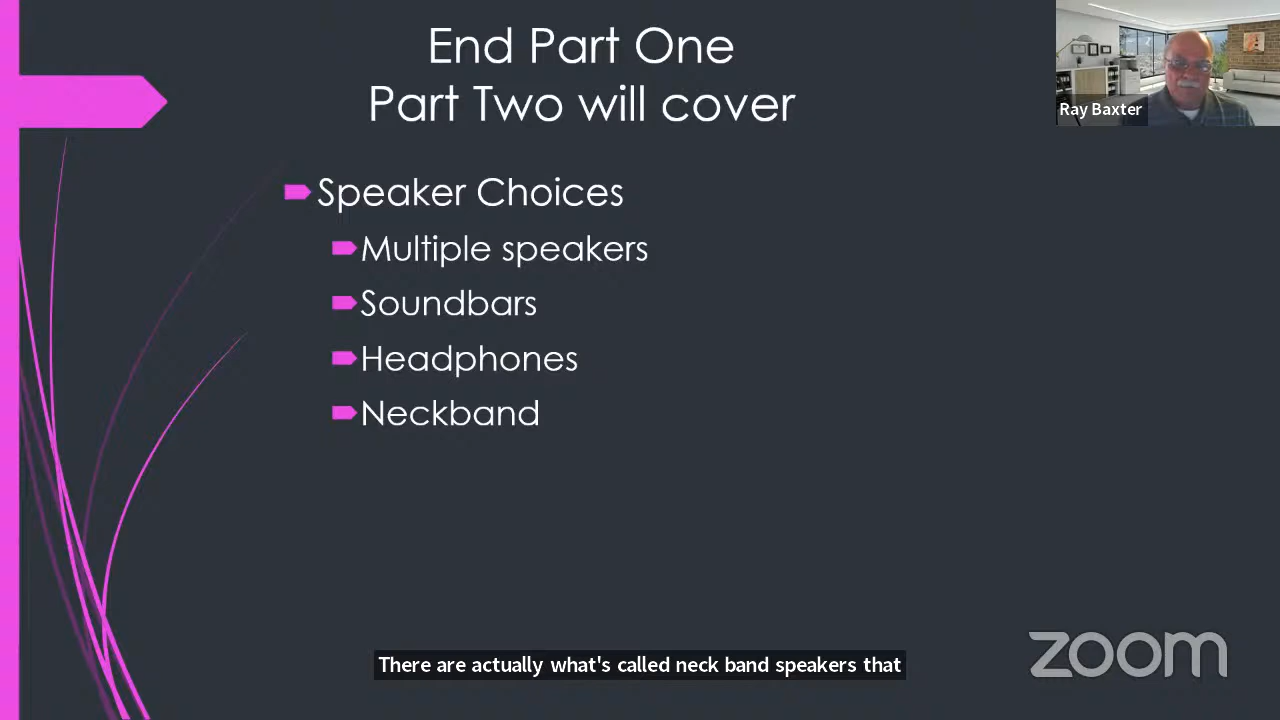 End Part One
Part Two will cover
Ray Baxter
Speaker Choices
Multiple speakers
Soundbars
Headphones
Neckband
There are actually what's called neck band speakers that
zoom